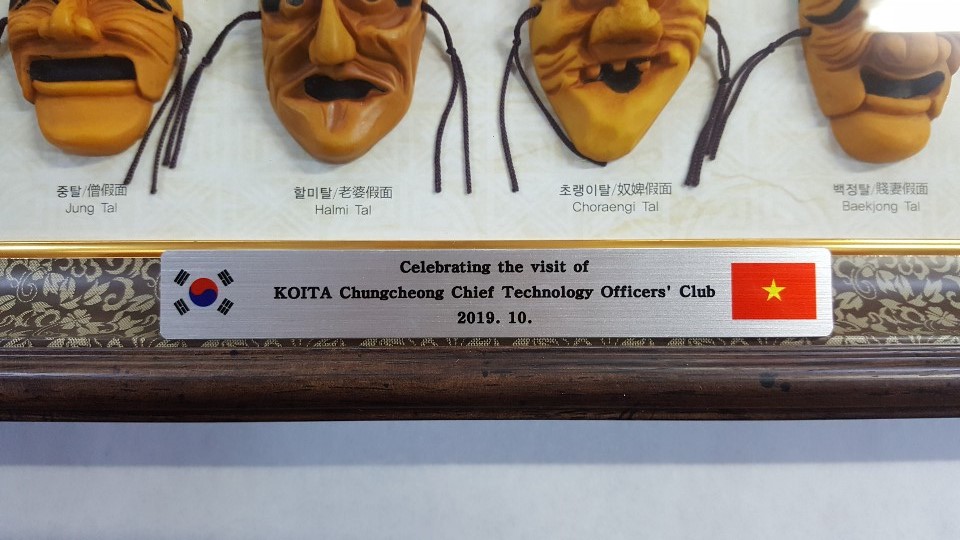 중탈/僧假面
Jung Tal
할미탈/老婆假面
Halmi Tal
초랭이탈/奴婢假面
Choraengi Tal
백정탈/賤妻假面
Baekjong Tal
Celebrating the visit of
KOITA Chungcheong Chief Technology Officers' Club
2019. 10.